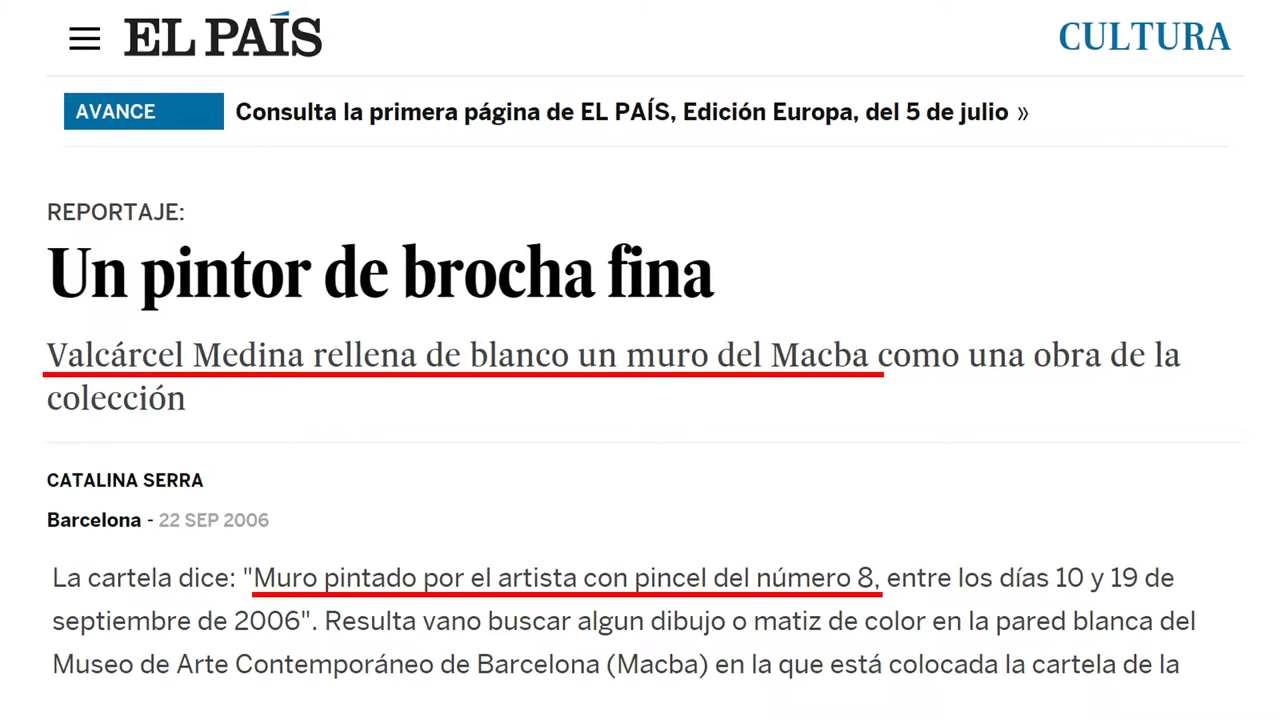 EL PAÍS
CULTURA
AVANCE
Consulta la primera página de EL PAÍS, Edición Europa, del 5 de julio »
REPORTAJE:
Un pintor de brocha fina
Valcárcel Medina rellena de blanco un muro del Macba como una obra de la
colección
CATALINA SERRA
Barcelona - 22 SEP 2006
La cartela dice: "Muro pintado por el artista con pincel del número 8, entre los días 10 y 19 de
septiembre de 2006". Resulta vano buscar algun dibujo o matiz de color en la pared blanca del
Museo de Arte Contemporáneo de Barcelona (Macba) en la que está colocada la cartela de la